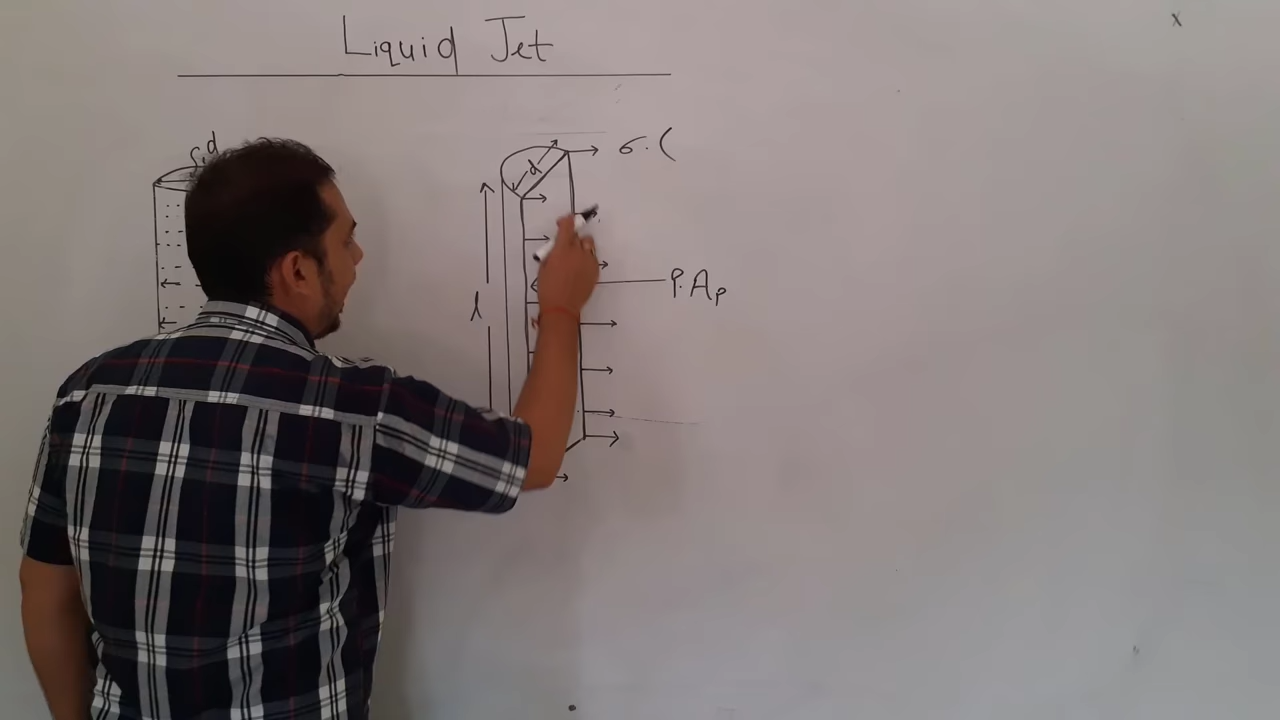 Liquid Jet
d
d
σ.(
l
P.Ap